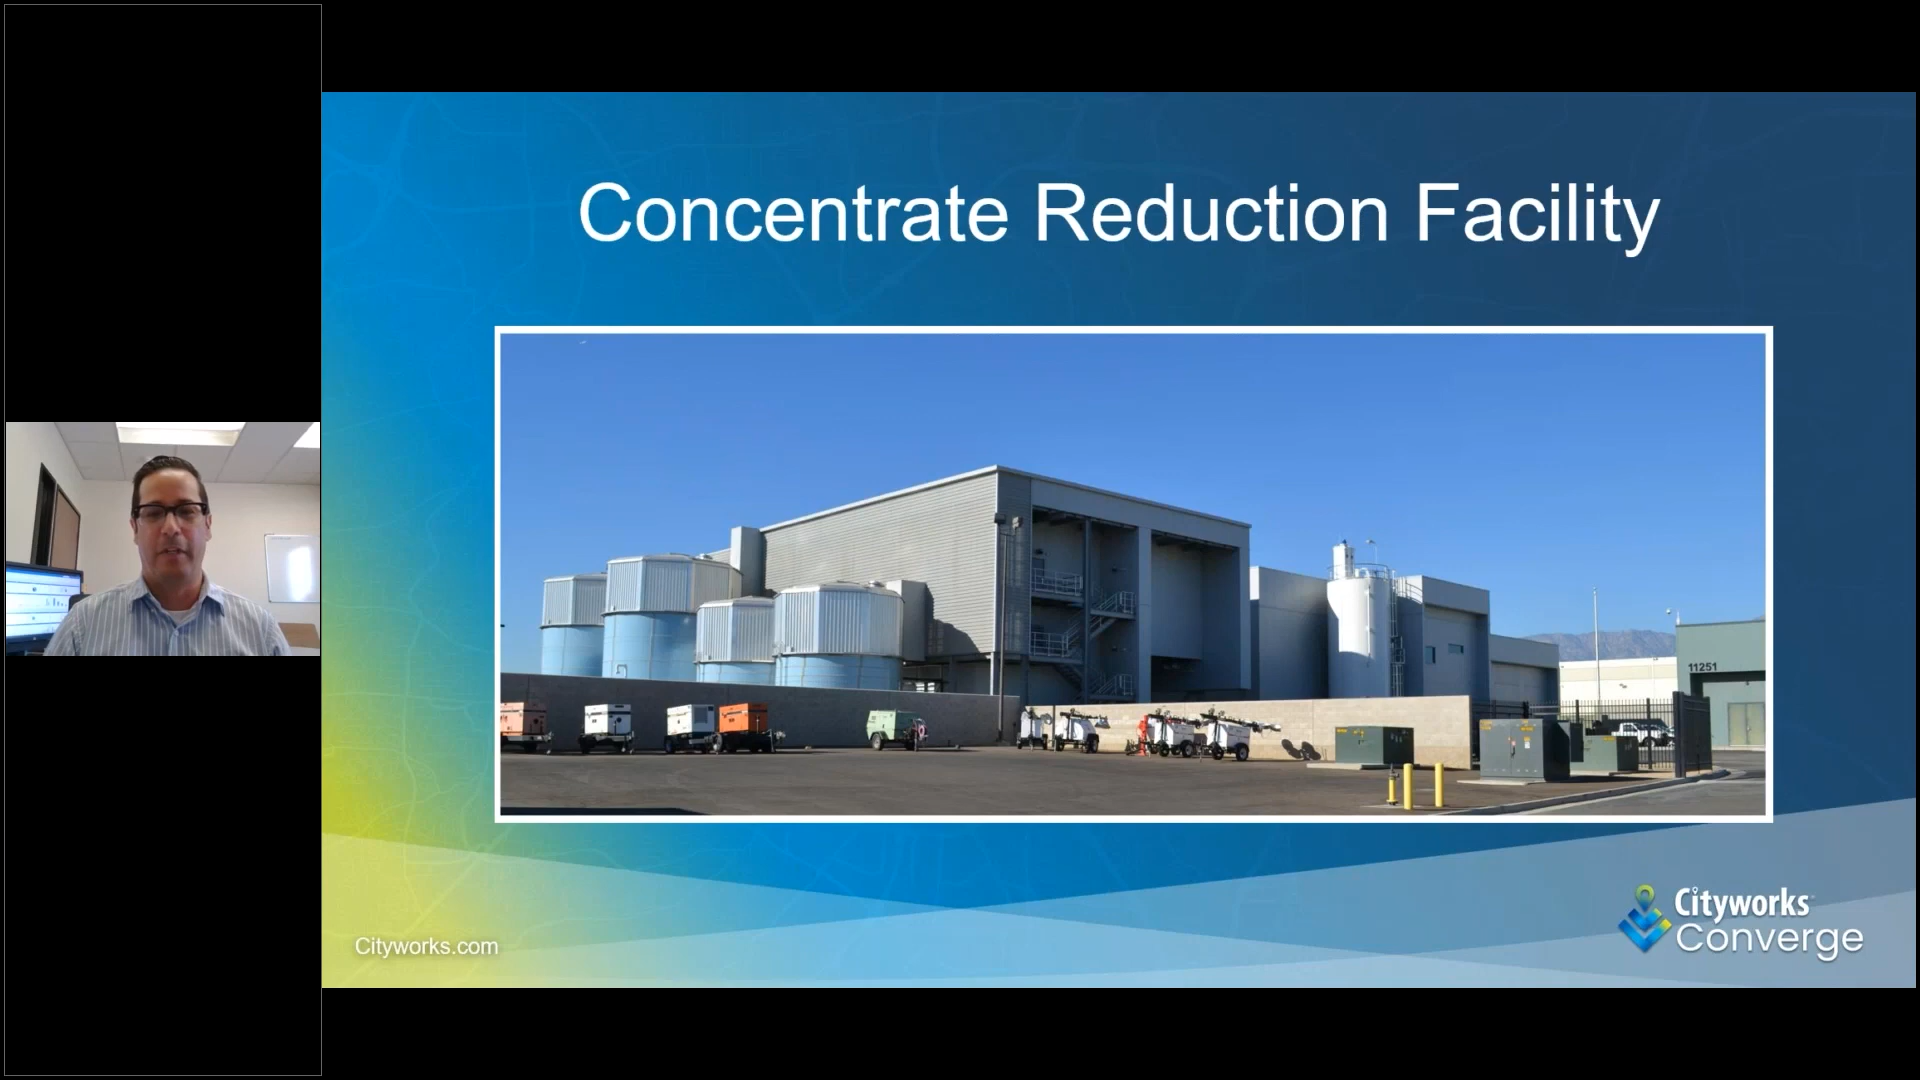 Concentrate Reduction Facility
11251
Cityworks.com
Cityworks
Converge